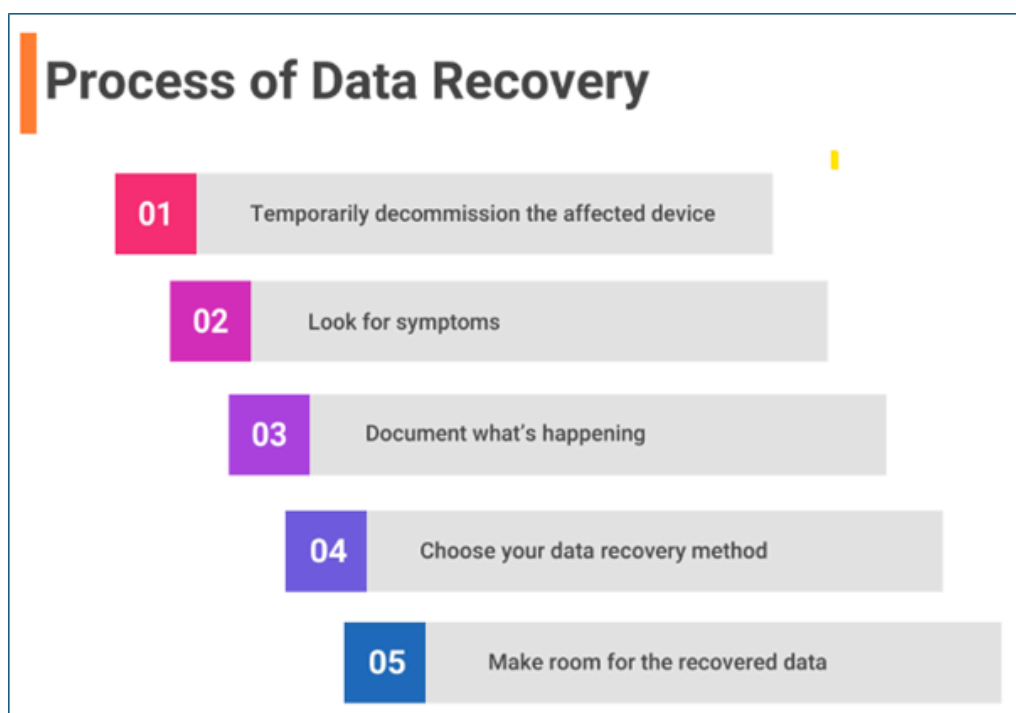 Process of Data Recovery
01 Temporarily decommission the affected device
02 Look for symptoms
03 Document what's happening
04 Choose your data recovery method
05 Make room for the recovered data